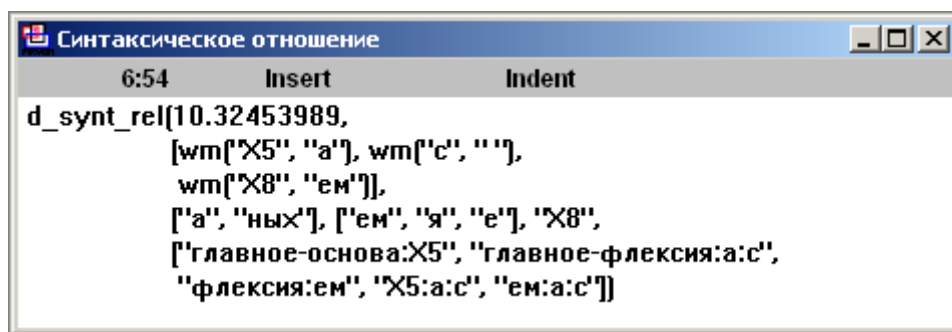 Синтаксическое отношение
6:54 Insert Indent
d_synt_rel(10.32453989,
[wm("X5", "а"), wm("с", " "),
wm("X8", "ем")],
["а", "ных"], ["ем", "я", "е"], "X8",
["главное-основа:X5", "главное-флексия:а:с",
"флексия:ем", "X5:а:с", "ем:а:с"])